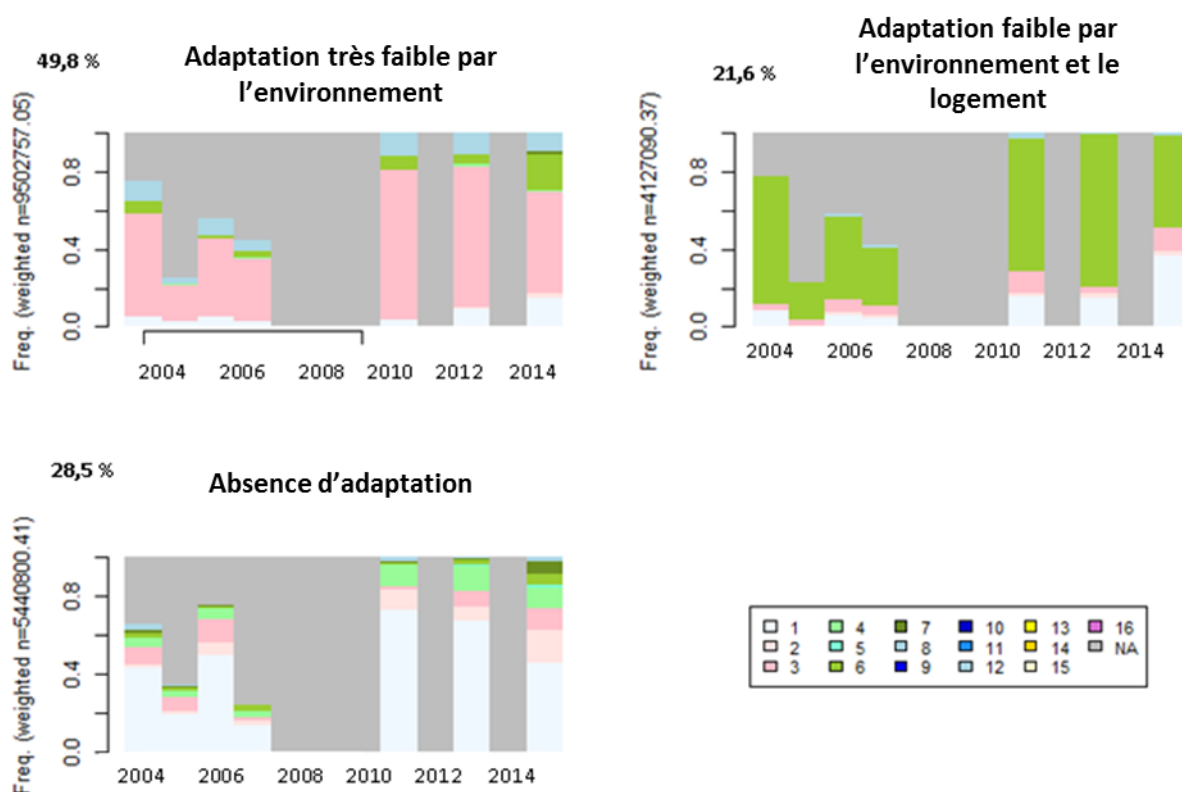 49,8 %
Adaptation très faible par
l’environnement
Freq. (weighted n=9502757.05)
0.8
0.4
0.0
2004 2006 2008 2010 2012 2014
21,6 %
Adaptation faible par
l’environnement et le
logement
Freq. (weighted n=4127090.37)
0.8
0.4
0.0
2004 2006 2008 2010 2012 2014
28,5 %
Absence d’adaptation
Freq. (weighted n=5440800.41)
0.8
0.4
0.0
2004 2006 2008 2010 2012 2014
1 4 7 10 13 16
2 5 8 11 14 NA
3 6 9 12 15